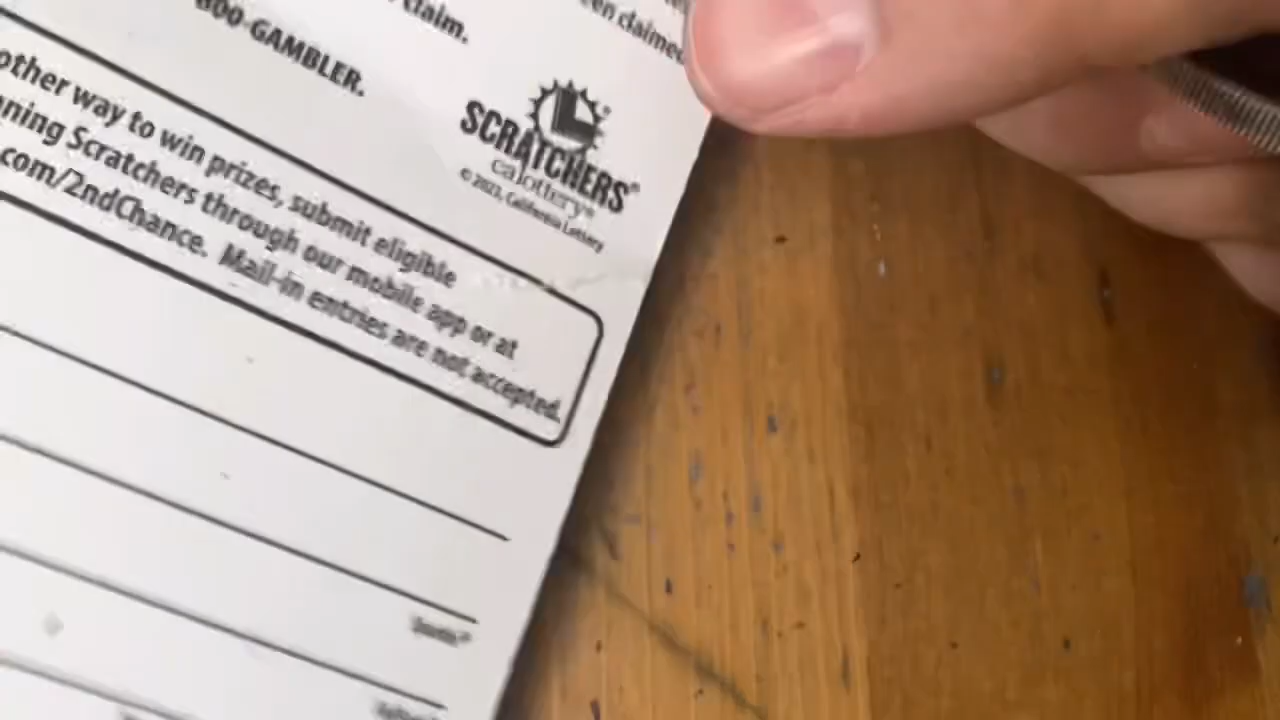 claim.
een claimed
800-GAMBLER.
SCRATCHERS®
calottery®
© 2023, California Lottery
other way to win prizes, submit eligible
nning Scratchers through our mobile app or at
.com/2ndChance. Mail-in entries are not accepted.